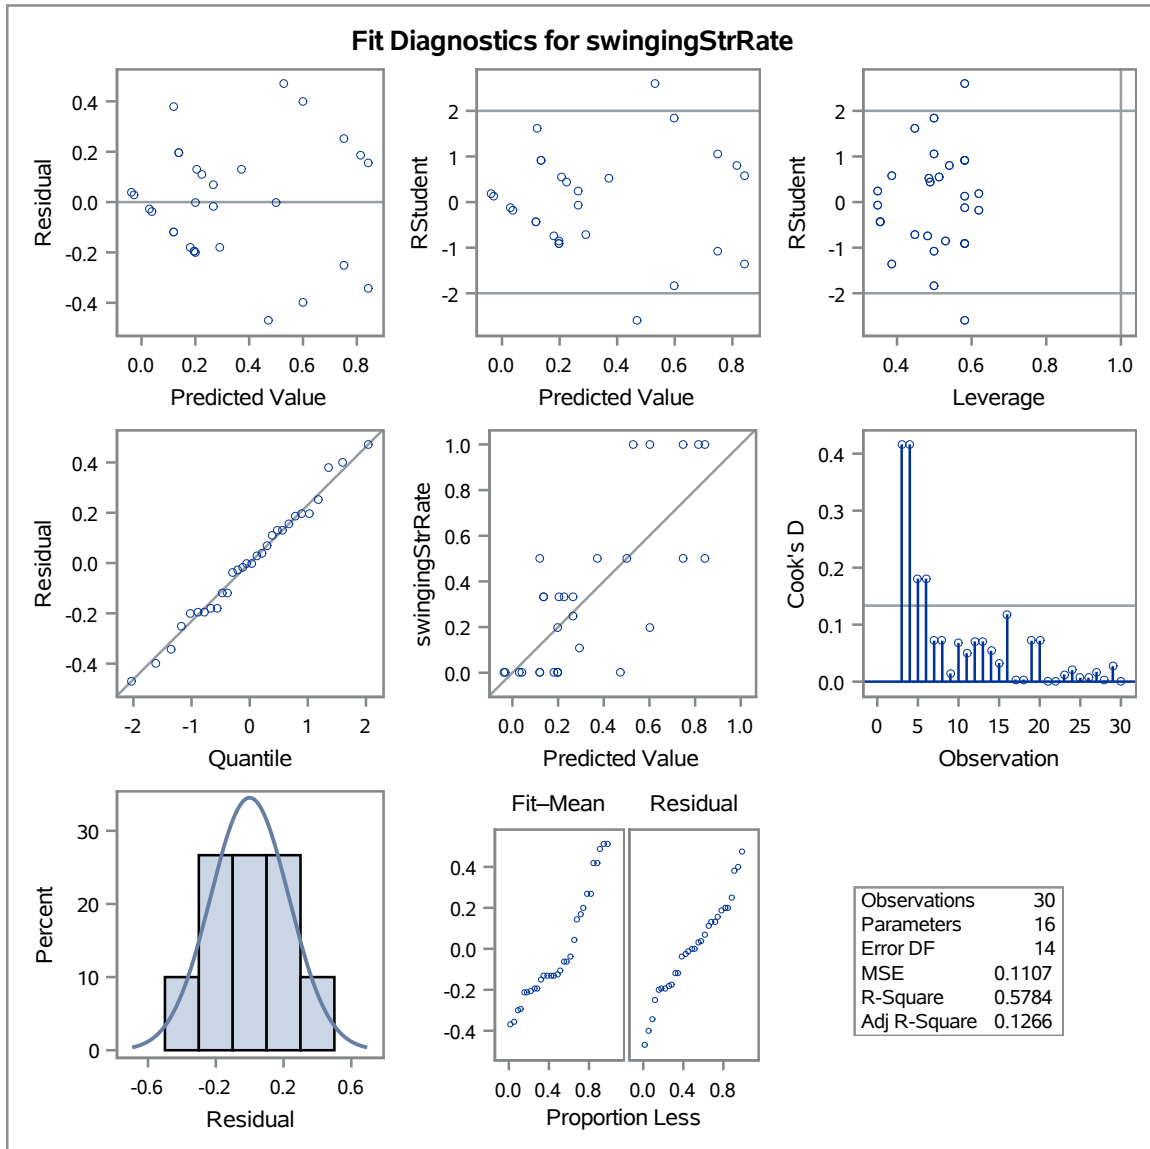 Fit Diagnostics for swingingStrRate
0.4
0.2
0.0
-0.2
-0.4
Residual
0.0 0.2 0.4 0.6 0.8
Predicted Value
2
1
0
-1
-2
RStudent
0.0 0.2 0.4 0.6 0.8
Predicted Value
2
1
0
-1
-2
RStudent
0.4 0.6 0.8 1.0
Leverage
0.4
0.2
0.0
-0.2
-0.4
Residual
-2 -1 0 1 2
Quantile
1.0
0.8
0.6
0.4
0.2
0.0
swingingStrRate
0.0 0.2 0.4 0.6 0.8 1.0
Predicted Value
0.4
0.3
0.2
0.1
0.0
Cook's D
0 5 10 15 20 25 30
Observation
30
20
10
0
Percent
-0.6 -0.2 0.2 0.6
Residual
Fit–Mean Residual
0.4
0.2
0.0
-0.2
-0.4
0.0 0.4 0.8 0.0 0.4 0.8
Proportion Less
Observations 30
Parameters 16
Error DF 14
MSE 0.1107
R-Square 0.5784
Adj R-Square 0.1266